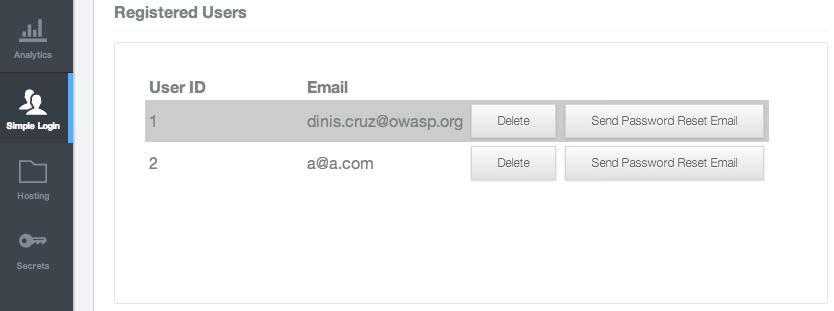 Registered Users
Analytics
Simple Login
Hosting
Secrets
User ID Email
1 dinis.cruz@owasp.org Delete Send Password Reset Email
2 a@a.com Delete Send Password Reset Email